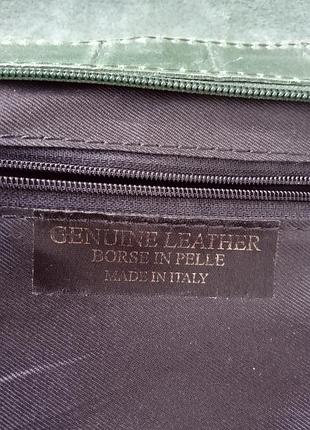 GENUINE LEATHER
BORSE IN PELLE
MADE IN ITALY